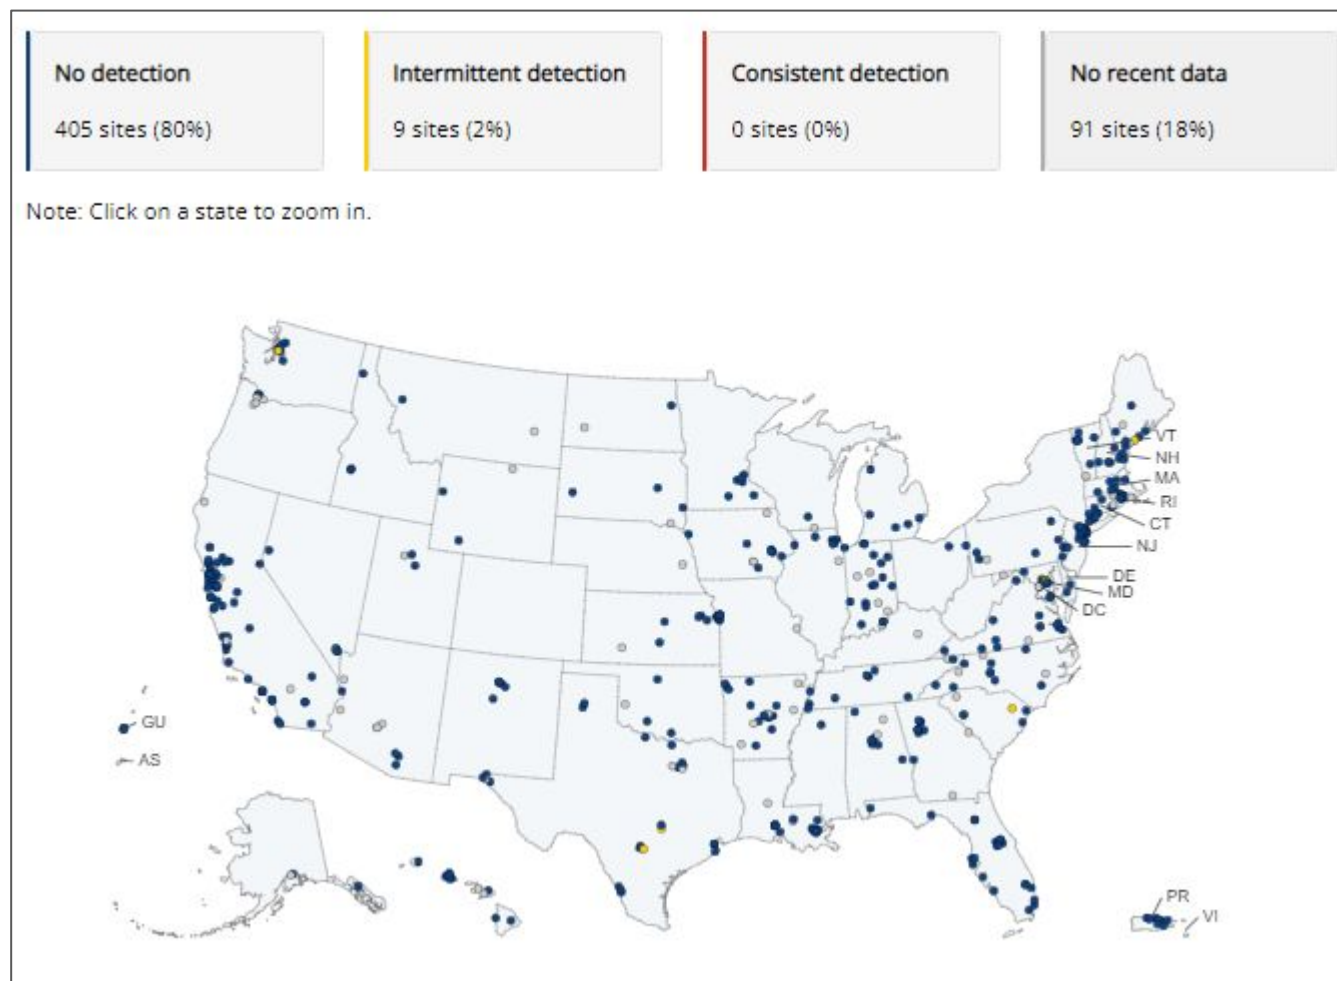 No detection
405 sites (80%)
Intermittent detection
9 sites (2%)
Consistent detection
0 sites (0%)
No recent data
91 sites (18%)
Note: Click on a state to zoom in.
VT
NH
MA
RI
CT
NJ
DE
MD
DC
GU
AS
PR
VI